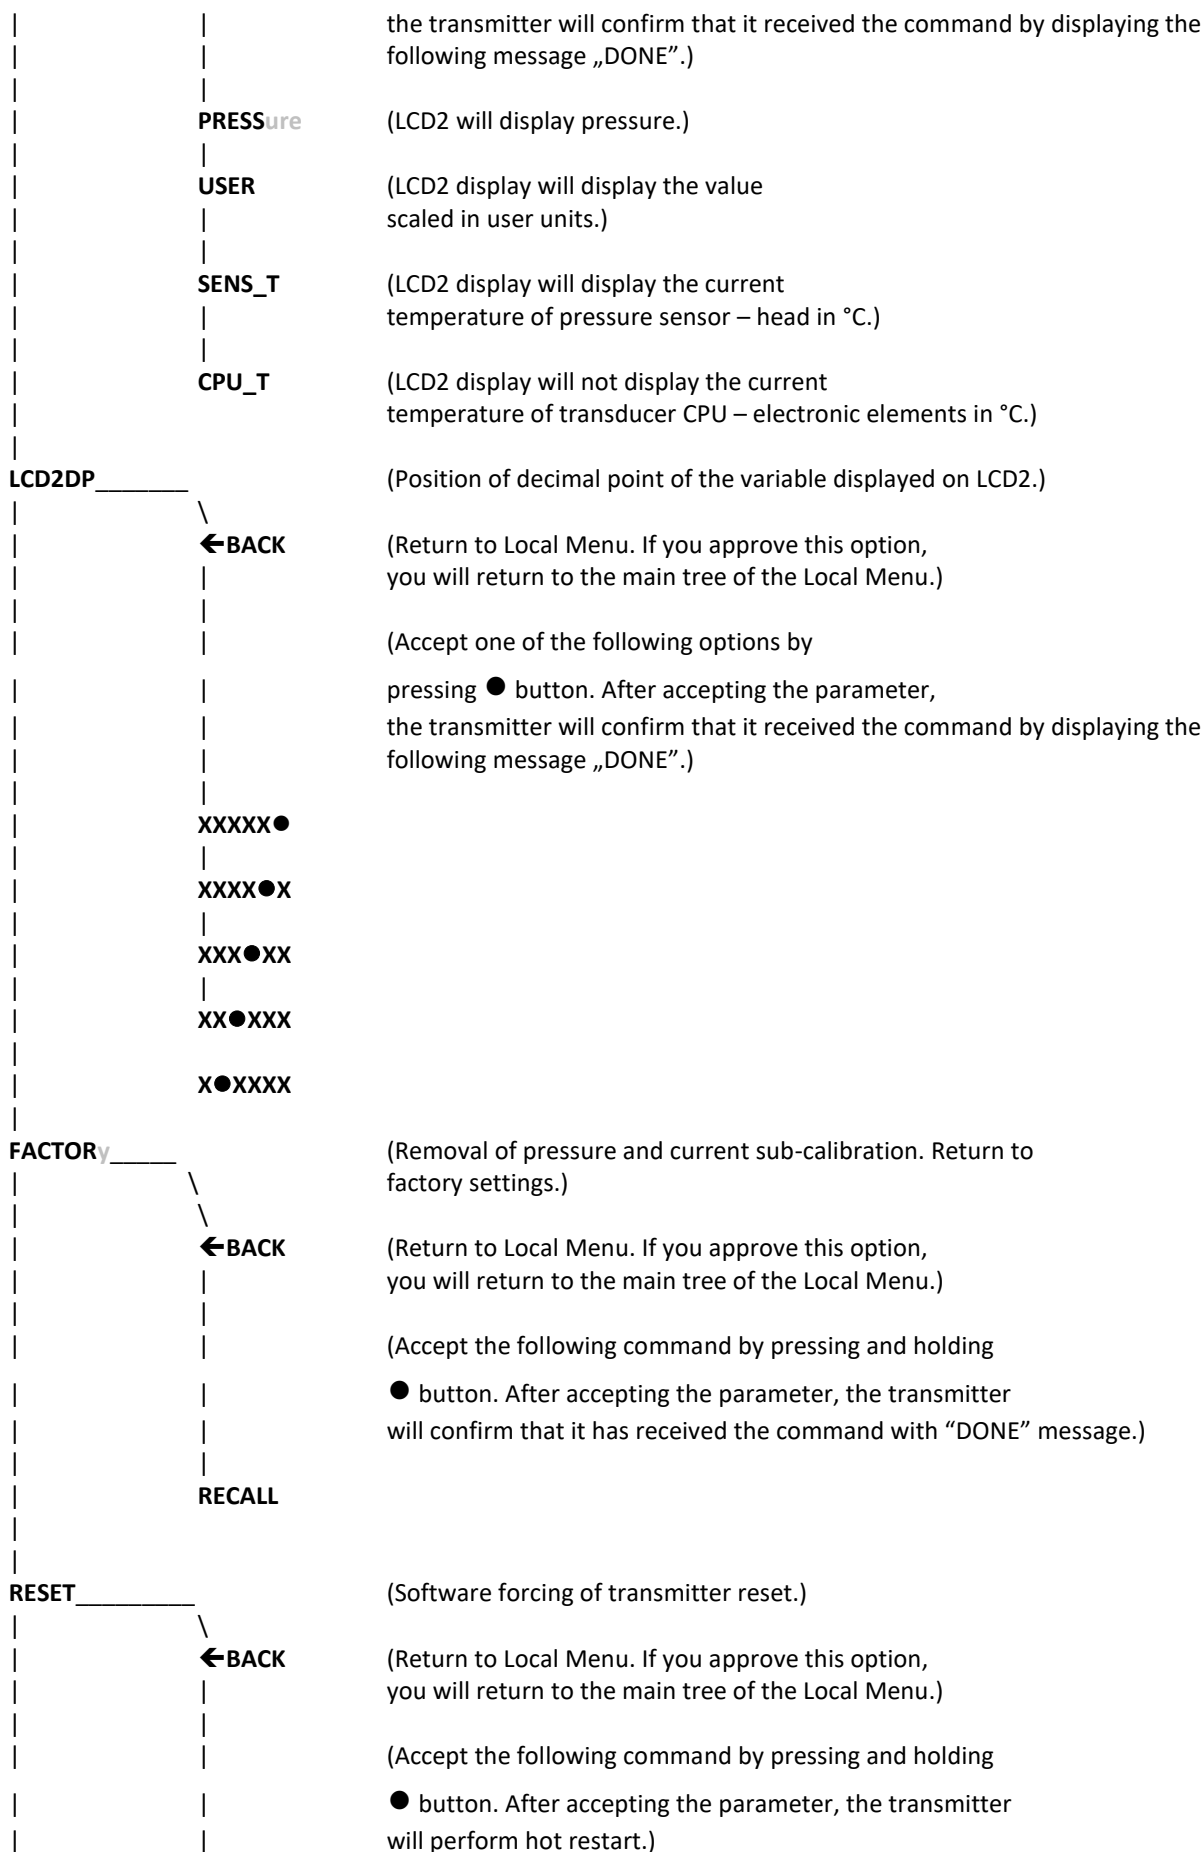 the transmitter will confirm that it received the command by displaying the
following message „DONE”.)
PRESSure (LCD2 will display pressure.)
USER (LCD2 display will display the value
scaled in user units.)
SENS_T (LCD2 display will display the current
temperature of pressure sensor – head in °C.)
CPU_T (LCD2 display will not display the current
temperature of transducer CPU – electronic elements in °C.)
LCD2DP_______ (Position of decimal point of the variable displayed on LCD2.)
←BACK (Return to Local Menu. If you approve this option,
you will return to the main tree of the Local Menu.)
(Accept one of the following options by
pressing ● button. After accepting the parameter,
the transmitter will confirm that it received the command by displaying the
following message „DONE”.)
XXXXX●
XXXX●X
XXX●XX
XX●XXX
X●XXXX
FACTORy_____ (Removal of pressure and current sub-calibration. Return to
factory settings.)
←BACK (Return to Local Menu. If you approve this option,
you will return to the main tree of the Local Menu.)
(Accept the following command by pressing and holding
● button. After accepting the parameter, the transmitter
will confirm that it has received the command with “DONE” message.)
RECALL
RESET_________ (Software forcing of transmitter reset.)
←BACK (Return to Local Menu. If you approve this option,
you will return to the main tree of the Local Menu.)
(Accept the following command by pressing and holding
● button. After accepting the parameter, the transmitter
will perform hot restart.)